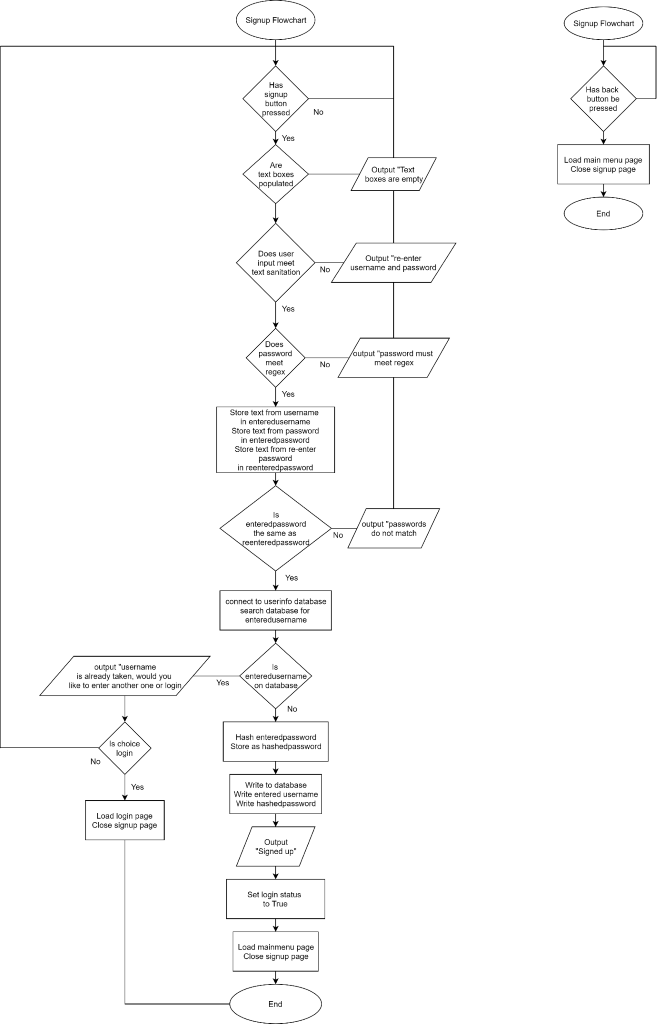 Signup Flowchart
Has
signup
button
pressed
No
Yes
Are
text boxes
populated
Output "Text
boxes are empty
Does user
input meet
text sanitation
No
Output "re-enter
username and password
Yes
Does
password
meet
regex
No
output "password must
meet regex
Yes
Store text from username
in enteredusername
Store text from password
in enteredpassword
Store text from re-enter
password
in reenteredpassword
Is
enteredpassword
the same as
reenteredpassword
No
output "passwords
do not match
Yes
connect to userinfo database
search database for
enteredusername
Is
enteredusername
on database
Yes
output "username
is already taken, would you
like to enter another one or login
No
Is choice
login
No
Yes
Load login page
Close signup page
Hash enteredpassword
Store as hashedpassword
Write to database
Write entered username
Write hashedpassword
Output
"Signed up"
Set login status
to True
Load mainmenu page
Close signup page
End
Signup Flowchart
Has back
button be
pressed
Load main menu page
Close signup page
End